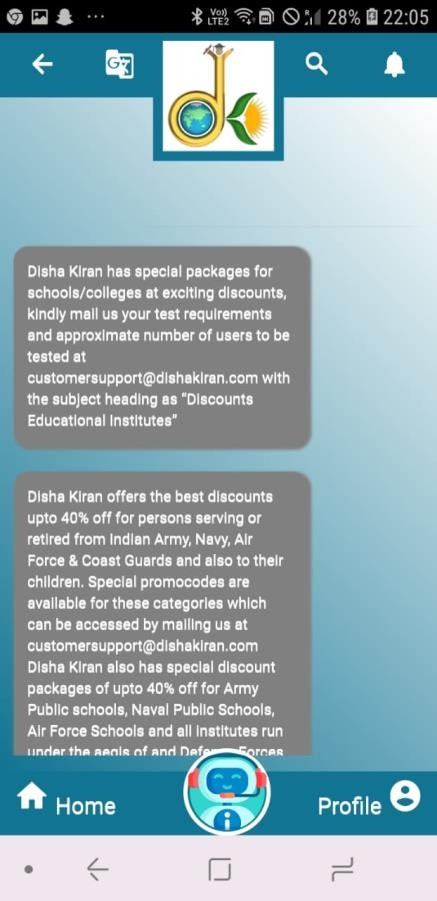 Vo))
LTE2
R
28%
22:05
G
Disha Kiran has special packages for
schools/colleges at exciting discounts,
kindly mail us your test requirements
and approximate number of users to be
tested at
customersupport@dishakiran.com with
the subject heading as “Discounts
Educational Institutes”
Disha Kiran offers the best discounts
upto 40% off for persons serving or
retired from Indian Army, Navy, Air
Force & Coast Guards and also to their
children. Special promocodes are
available for these categories which
can be accessed by mailing us at
customersupport@dishakiran.com
Disha Kiran also has special discount
packages of upto 40% off for Army
Public schools, Naval Public Schools,
Air Force Schools and all institutes run
under the aegis of and Defense Forces
Home
i
Profile